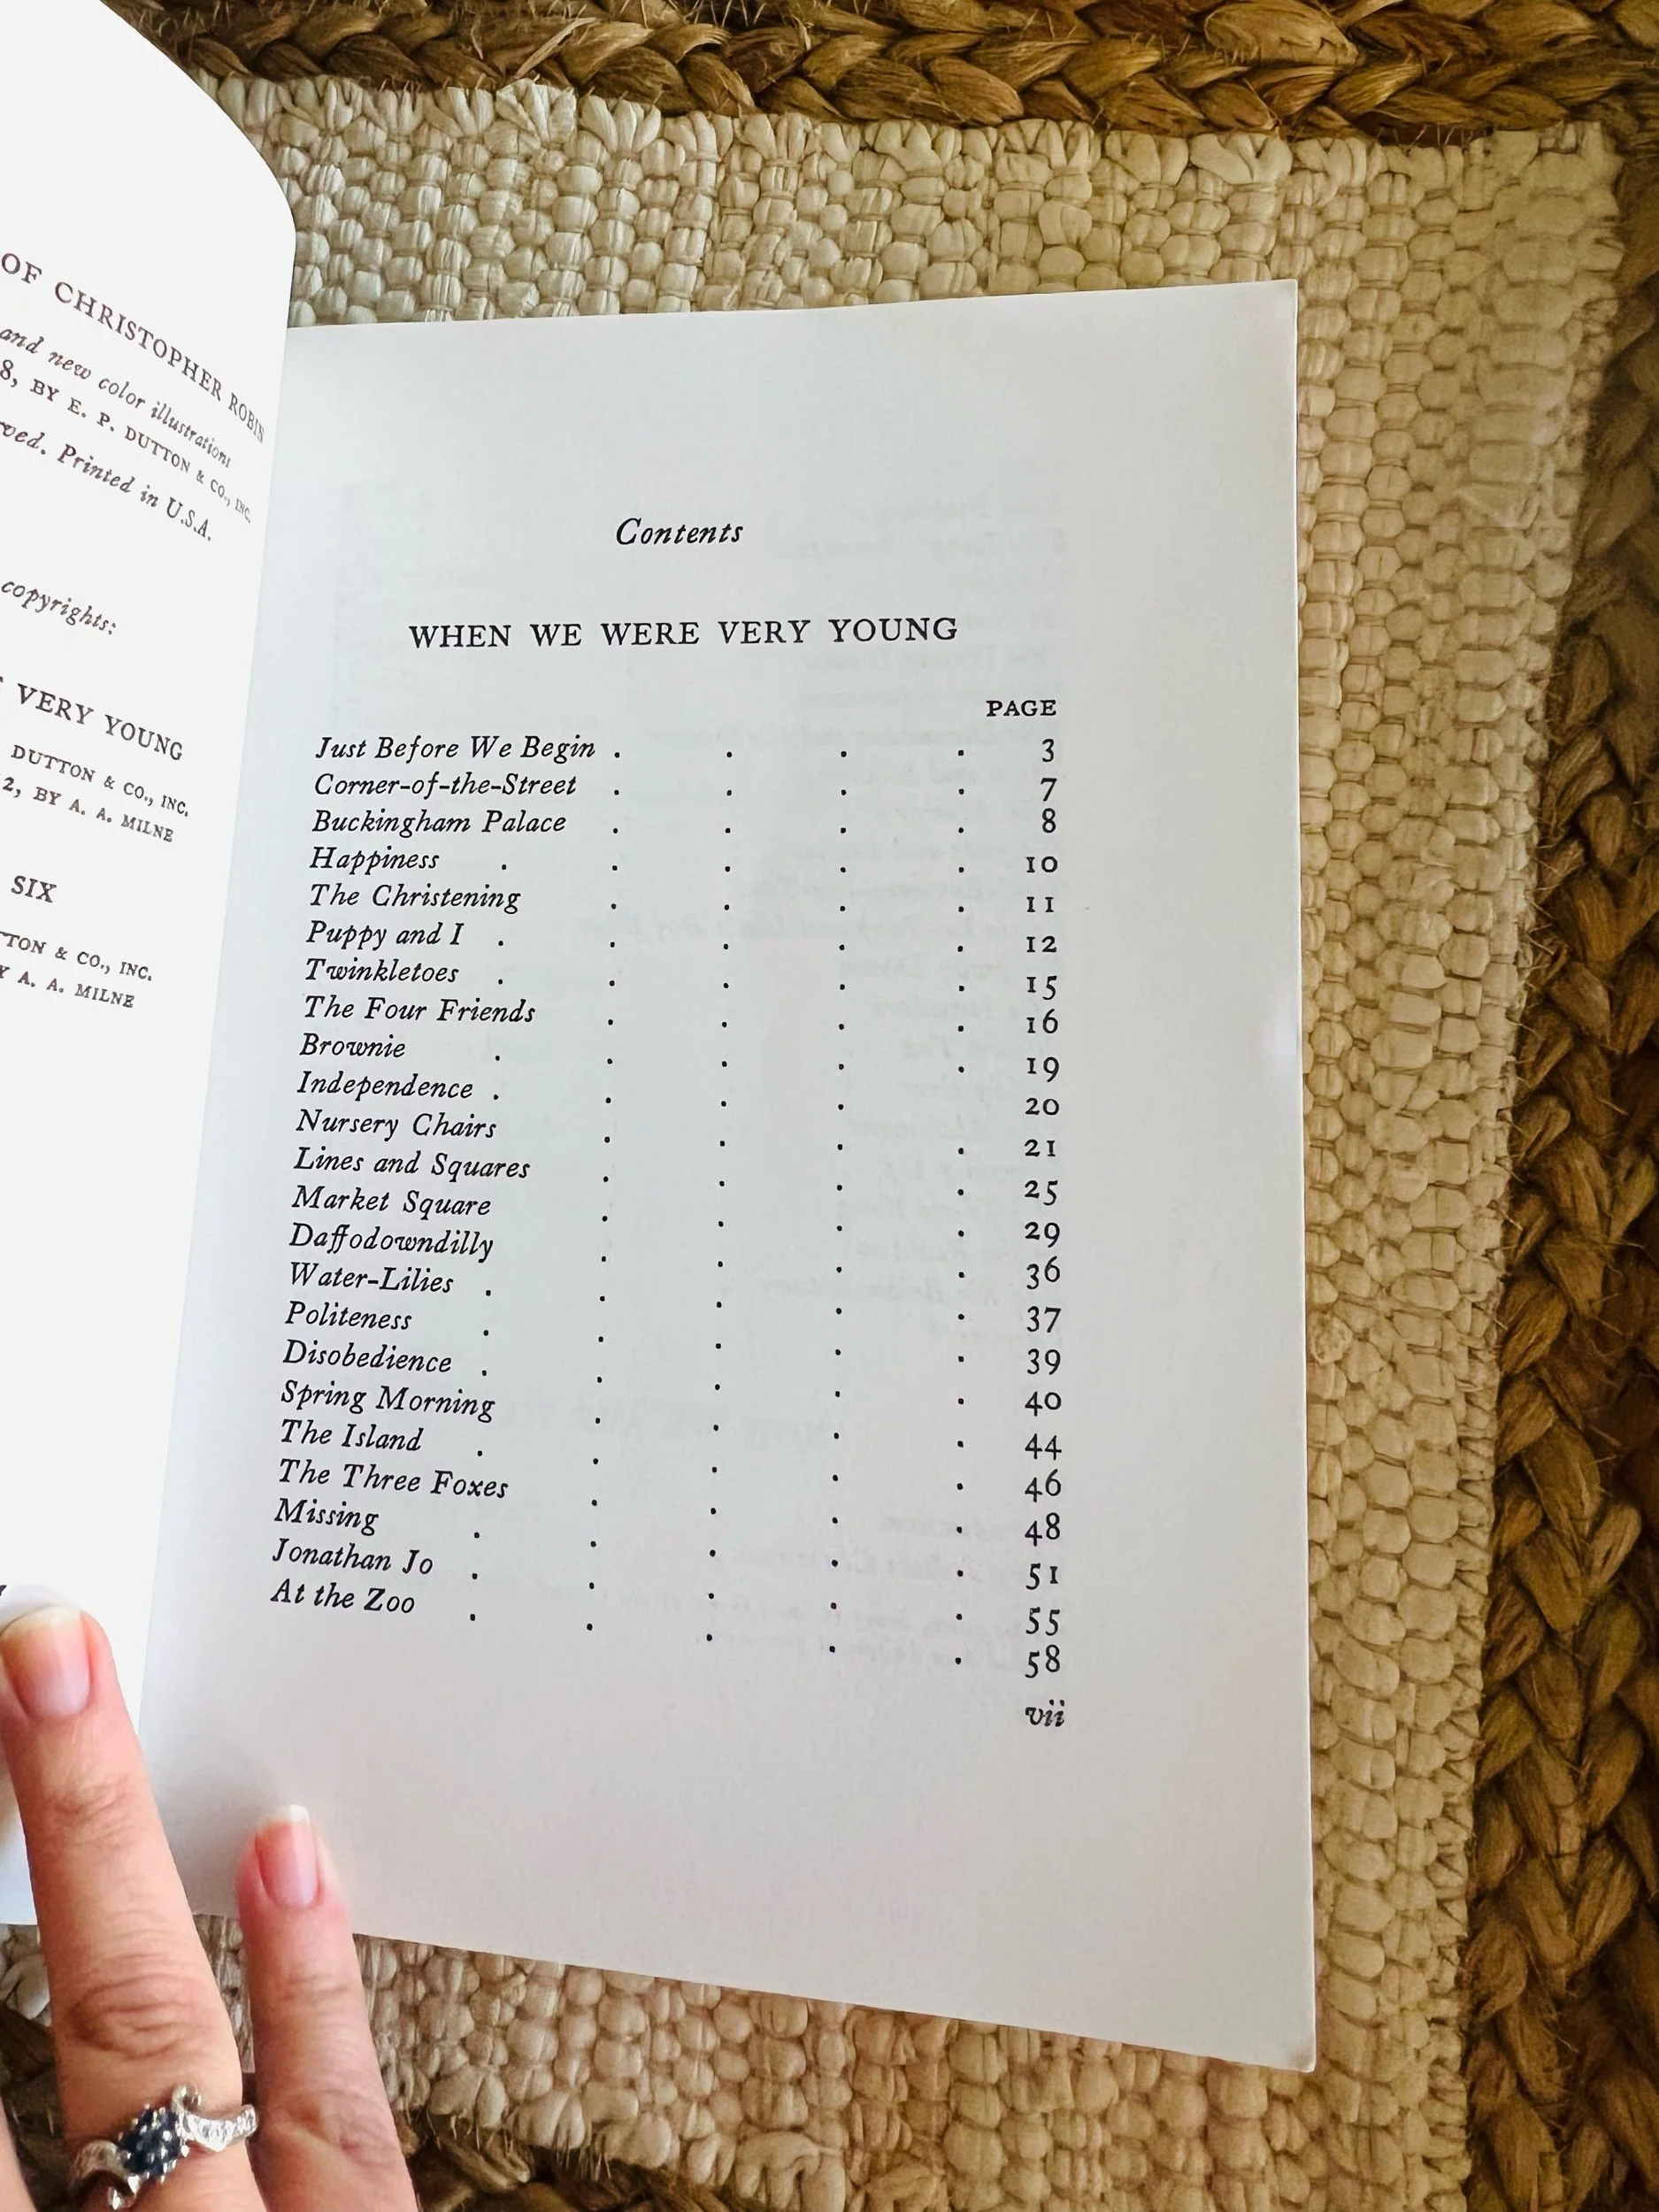 OF CHRISTOPHER ROBIN
and new color illustrations
8, BY E. P. DUTTON & CO., INC.
ved. Printed in U.S.A.
copyrights:
VERY YOUNG
DUTTON & CO., INC.
2, BY A. A. MILNE
SIX
TTON & CO., INC.
Y A. A. MILNE
Contents
WHEN WE WERE VERY YOUNG
PAGE
Just Before We Begin . . . . 3
Corner-of-the-Street . . . . 7
Buckingham Palace . . . . 8
Happiness . . . . . 10
The Christening . . . . 11
Puppy and I . . . . . 12
Twinkletoes . . . . . 15
The Four Friends . . . . 16
Brownie . . . . . 19
Independence . . . . 20
Nursery Chairs . . . . 21
Lines and Squares . . . . 25
Market Square . . . . 29
Daffodowndilly . . . . 36
Water-Lilies . . . . . 37
Politeness . . . . . 39
Disobedience . . . . . 40
Spring Morning . . . . 44
The Island . . . . . 46
The Three Foxes . . . . 48
Missing . . . . . 51
Jonathan Jo . . . . . 55
At the Zoo . . . . . 58
vii